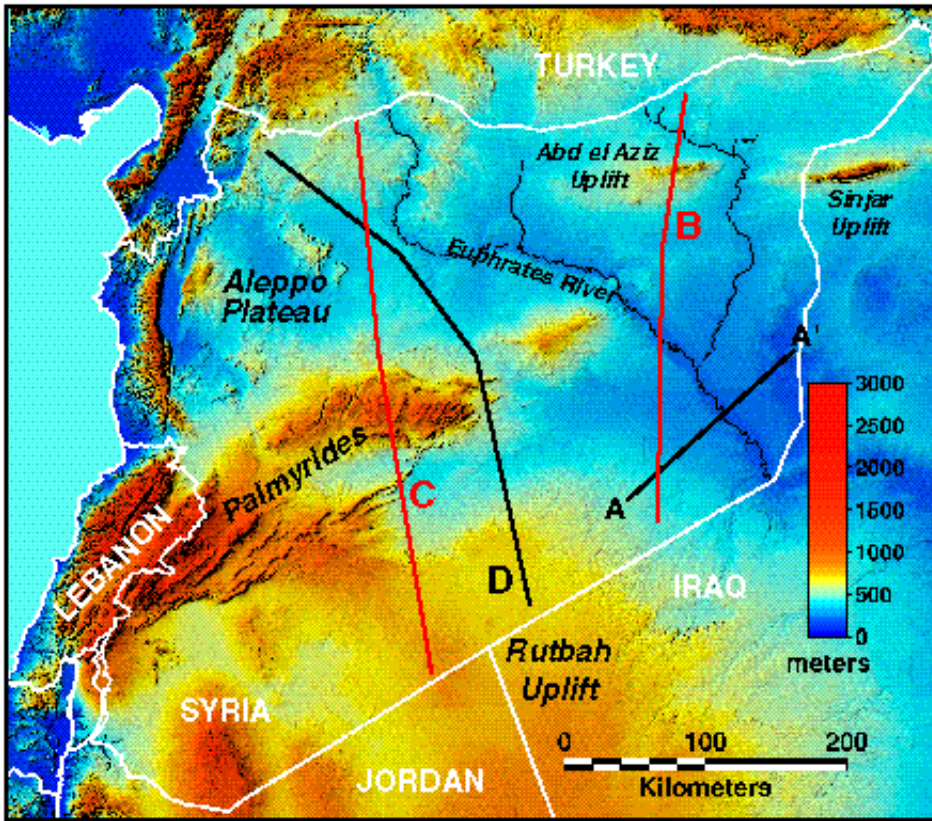 TURKEY
Abd el Aziz
Uplift
Sinjar
Uplift
B
Euphrates River
Aleppo
Plateau
A'
3000
2500
2000
1500
1000
500
0
meters
Palmyrides
C
A
LEBANON
D
IRAQ
Rutbah
Uplift
SYRIA
JORDAN
0 100 200
Kilometers